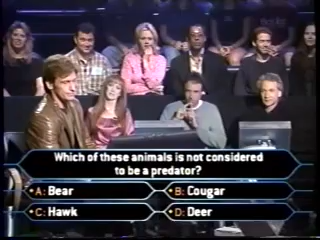 Which of these animals is not considered
to be a predator?
A: Bear
B: Cougar
C: Hawk
D: Deer